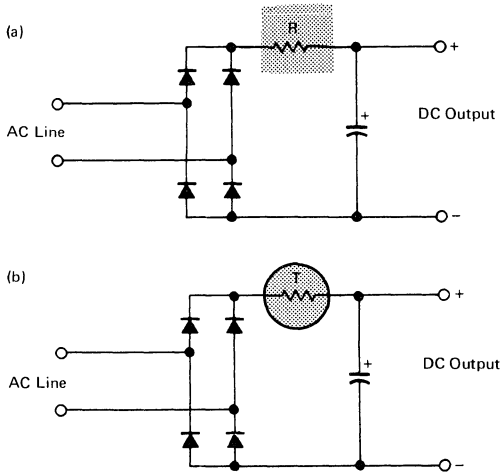 (a)
R
+
AC Line
+
DC Output
−
(b)
T
+
AC Line
+
DC Output
−